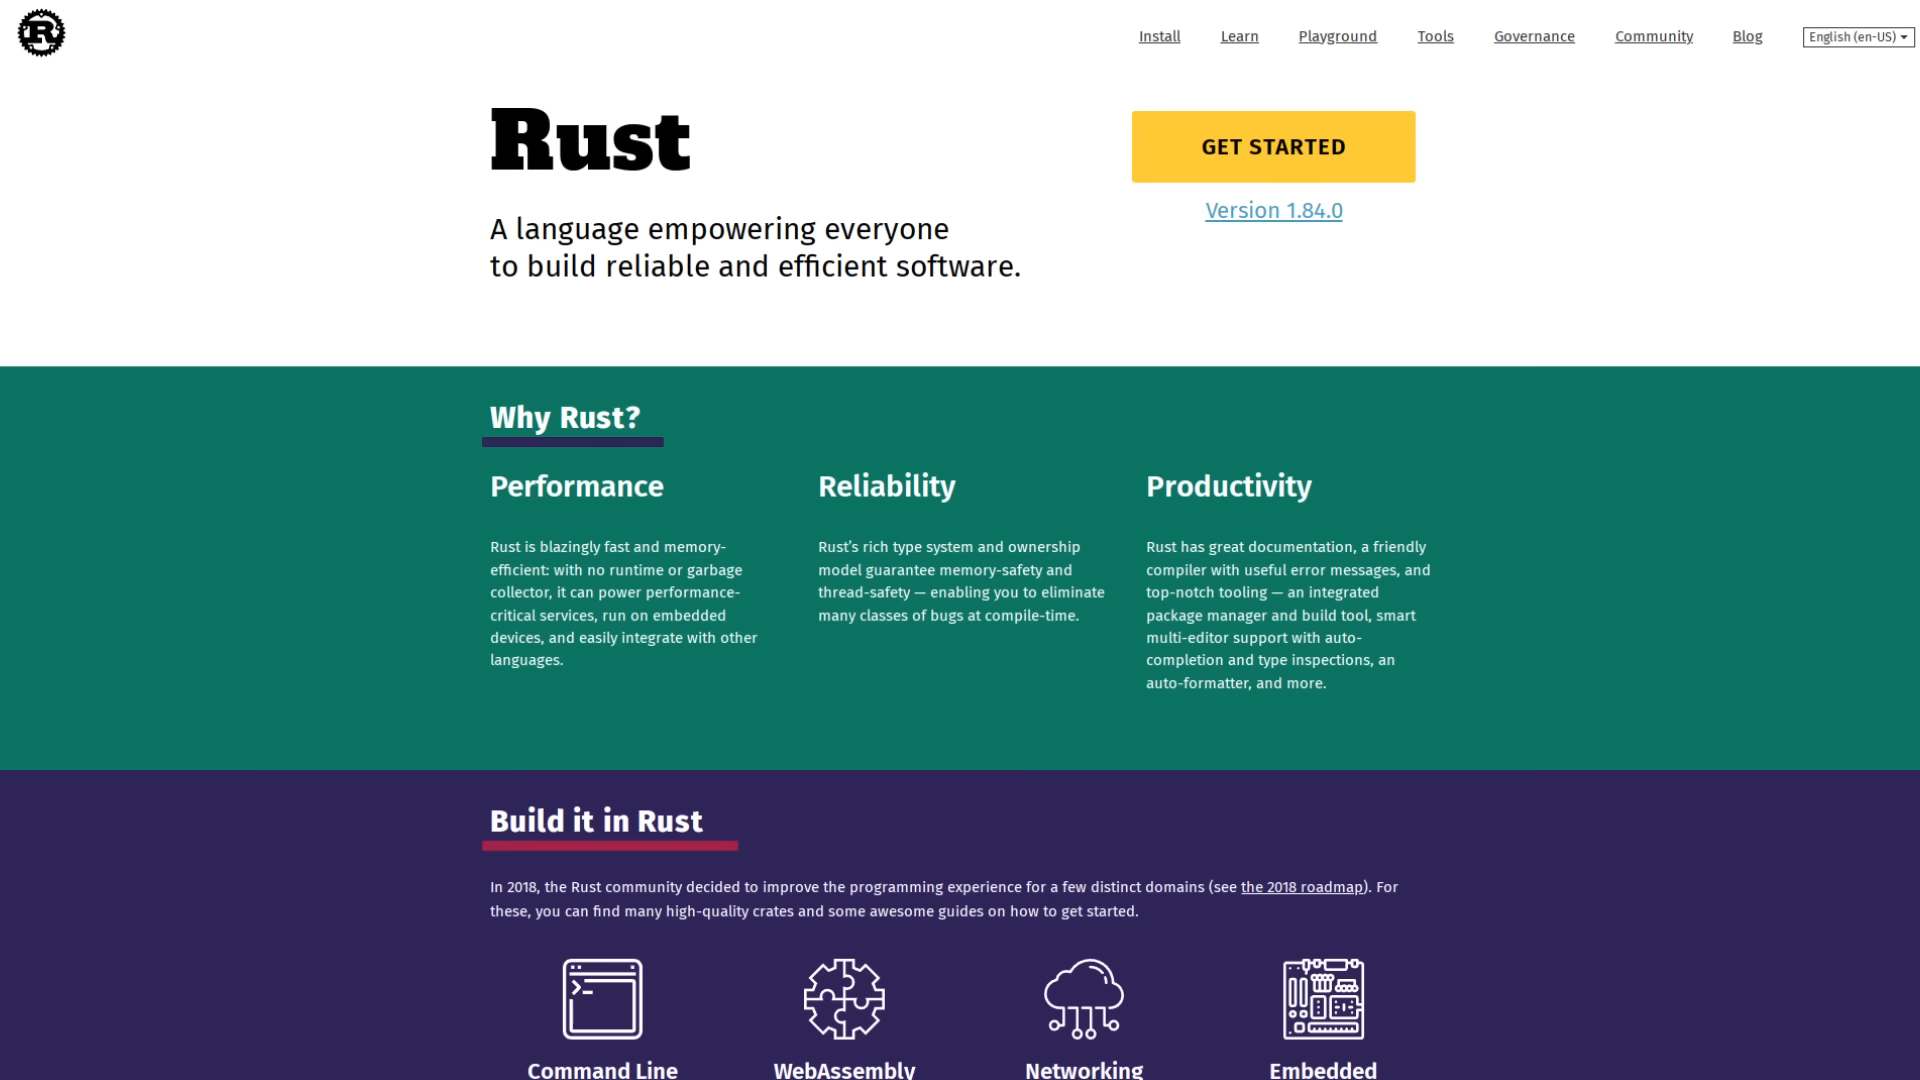 R
Install Learn Playground Tools Governance Community Blog English (en-US)
Rust
GET STARTED
Version 1.84.0
A language empowering everyone
to build reliable and efficient software.
Why Rust?
Performance
Rust is blazingly fast and memory-
efficient: with no runtime or garbage
collector, it can power performance-
critical services, run on embedded
devices, and easily integrate with other
languages.
Reliability
Rust’s rich type system and ownership
model guarantee memory-safety and
thread-safety — enabling you to eliminate
many classes of bugs at compile-time.
Productivity
Rust has great documentation, a friendly
compiler with useful error messages, and
top-notch tooling — an integrated
package manager and build tool, smart
multi-editor support with auto-
completion and type inspections, an
auto-formatter, and more.
Build it in Rust
In 2018, the Rust community decided to improve the programming experience for a few distinct domains (see the 2018 roadmap). For
these, you can find many high-quality crates and some awesome guides on how to get started.
Command Line
WebAssembly
Networking
Embedded